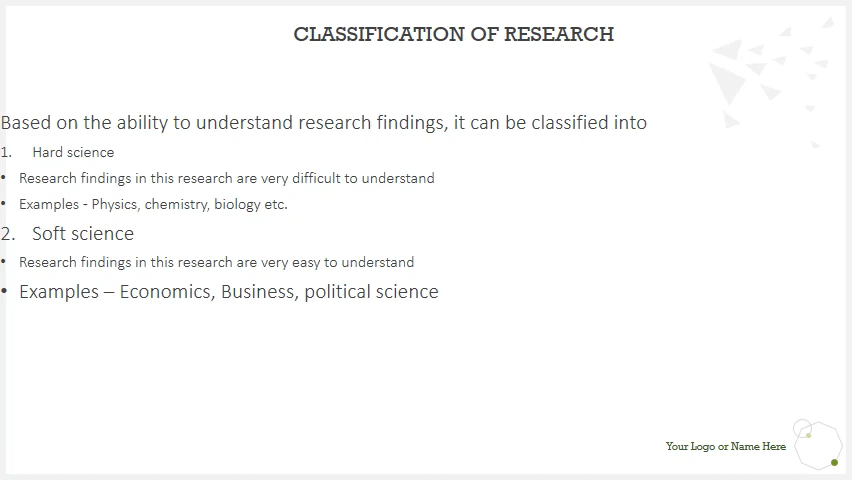 CLASSIFICATION OF RESEARCH
Based on the ability to understand research findings, it can be classified into
1. Hard science
• Research findings in this research are very difficult to understand
• Examples - Physics, chemistry, biology etc.
2. Soft science
• Research findings in this research are very easy to understand
• Examples – Economics, Business, political science
Your Logo or Name Here